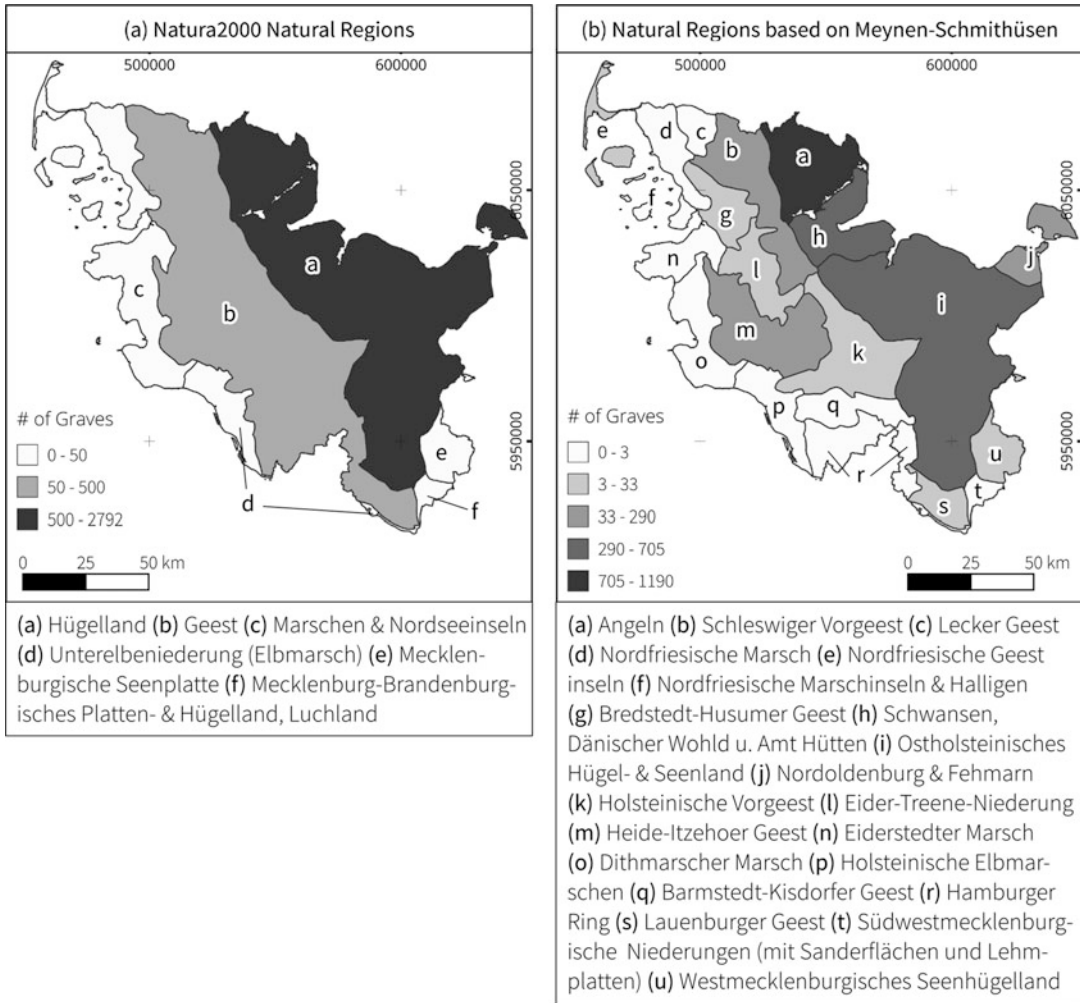 (a) Natura2000 Natural Regions
500000 600000
6050000
5950000
a
b
c
d
e
f
# of Graves
0 - 50
50 - 500
500 - 2792
0 25 50 km
(a) Hügelland (b) Geest (c) Marschen & Nordseeinseln
(d) Unterelbeniederung (Elbmarsch) (e) Mecklen-
burgische Seenplatte (f) Mecklenburg-Brandenburg-
isches Platten- & Hügelland, Luchland
(b) Natural Regions based on Meynen-Schmithüsen
500000 600000
6050000
5950000
e
d
c
b
a
f
g
h
n
l
j
i
m
k
o
p
q
r
u
t
s
# of Graves
0 - 3
3 - 33
33 - 290
290 - 705
705 - 1190
0 25 50 km
(a) Angeln (b) Schleswiger Vorgeest (c) Lecker Geest
(d) Nordfriesische Marsch (e) Nordfriesische Geest
inseln (f) Nordfriesische Marschinseln & Halligen
(g) Bredstedt-Husumer Geest (h) Schwansen,
Dänischer Wohld u. Amt Hütten (i) Ostholsteinisches
Hügel- & Seenland (j) Nordoldenburg & Fehmarn
(k) Holsteinische Vorgeest (l) Eider-Treene-Niederung
(m) Heide-Itzehoer Geest (n) Eiderstedter Marsch
(o) Dithmarscher Marsch (p) Holsteinische Elbmar-
schen (q) Barmstedt-Kisdorfer Geest (r) Hamburger
Ring (s) Lauenburger Geest (t) Südwestmecklenburg-
ische Niederungen (mit Sanderflächen und Lehm-
platten) (u) Westmecklenburgisches Seenhügelland